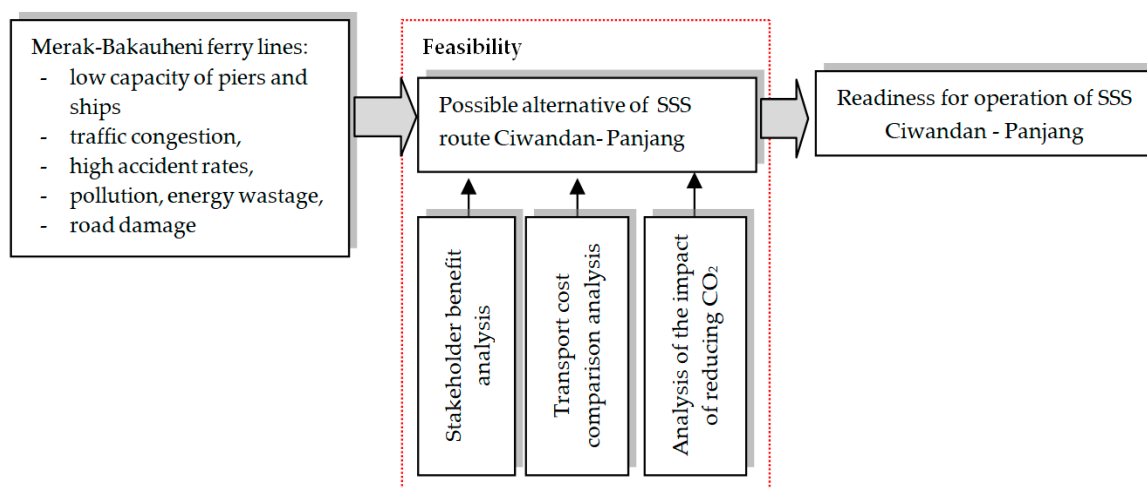 Merak-Bakauheni ferry lines:
- low capacity of piers and
ships
- traffic congestion,
- high accident rates,
- pollution, energy wastage,
- road damage
Feasibility
Possible alternative of SSS
route Ciwandan- Panjang
Stakeholder benefit
analysis
Transport cost
comparison analysis
Analysis of the impact
of reducing CO₂
Readiness for operation of SSS
Ciwandan - Panjang